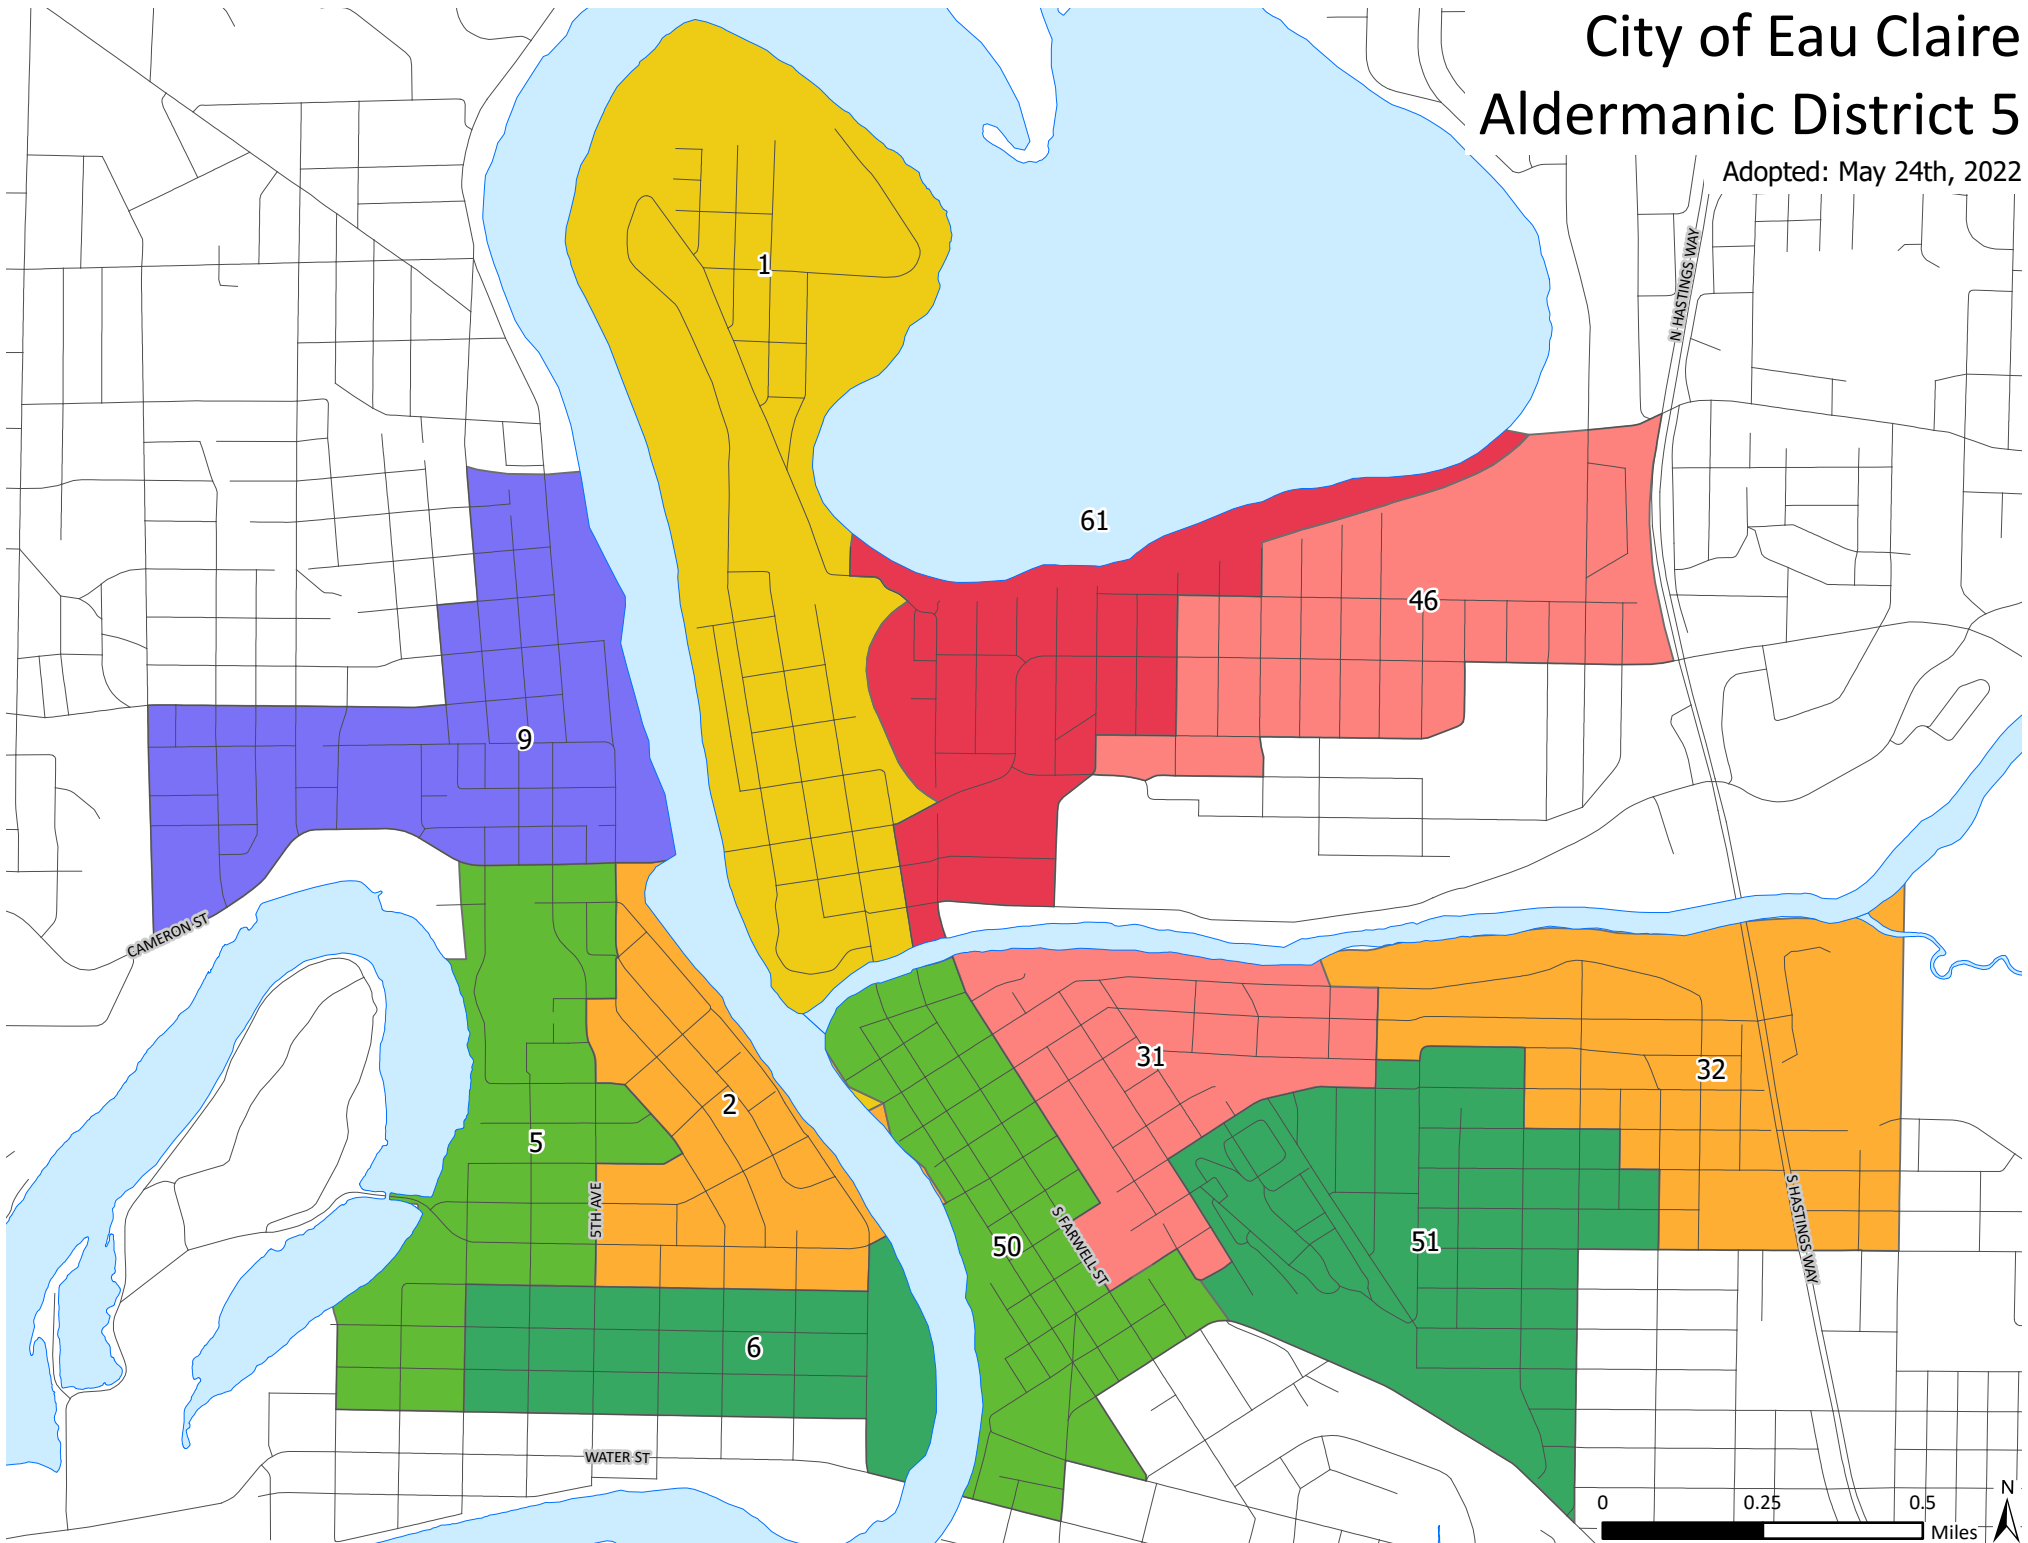 City of Eau Claire
Aldermanic District 5
Adopted: May 24th, 2022
N HASTINGS WAY
1
61
46
9
CAMERON ST
31
32
2
5
5TH AVE
S FARWELL ST
50
51
S HASTINGS WAY
6
WATER ST
0 0.25 0.5
Miles
N